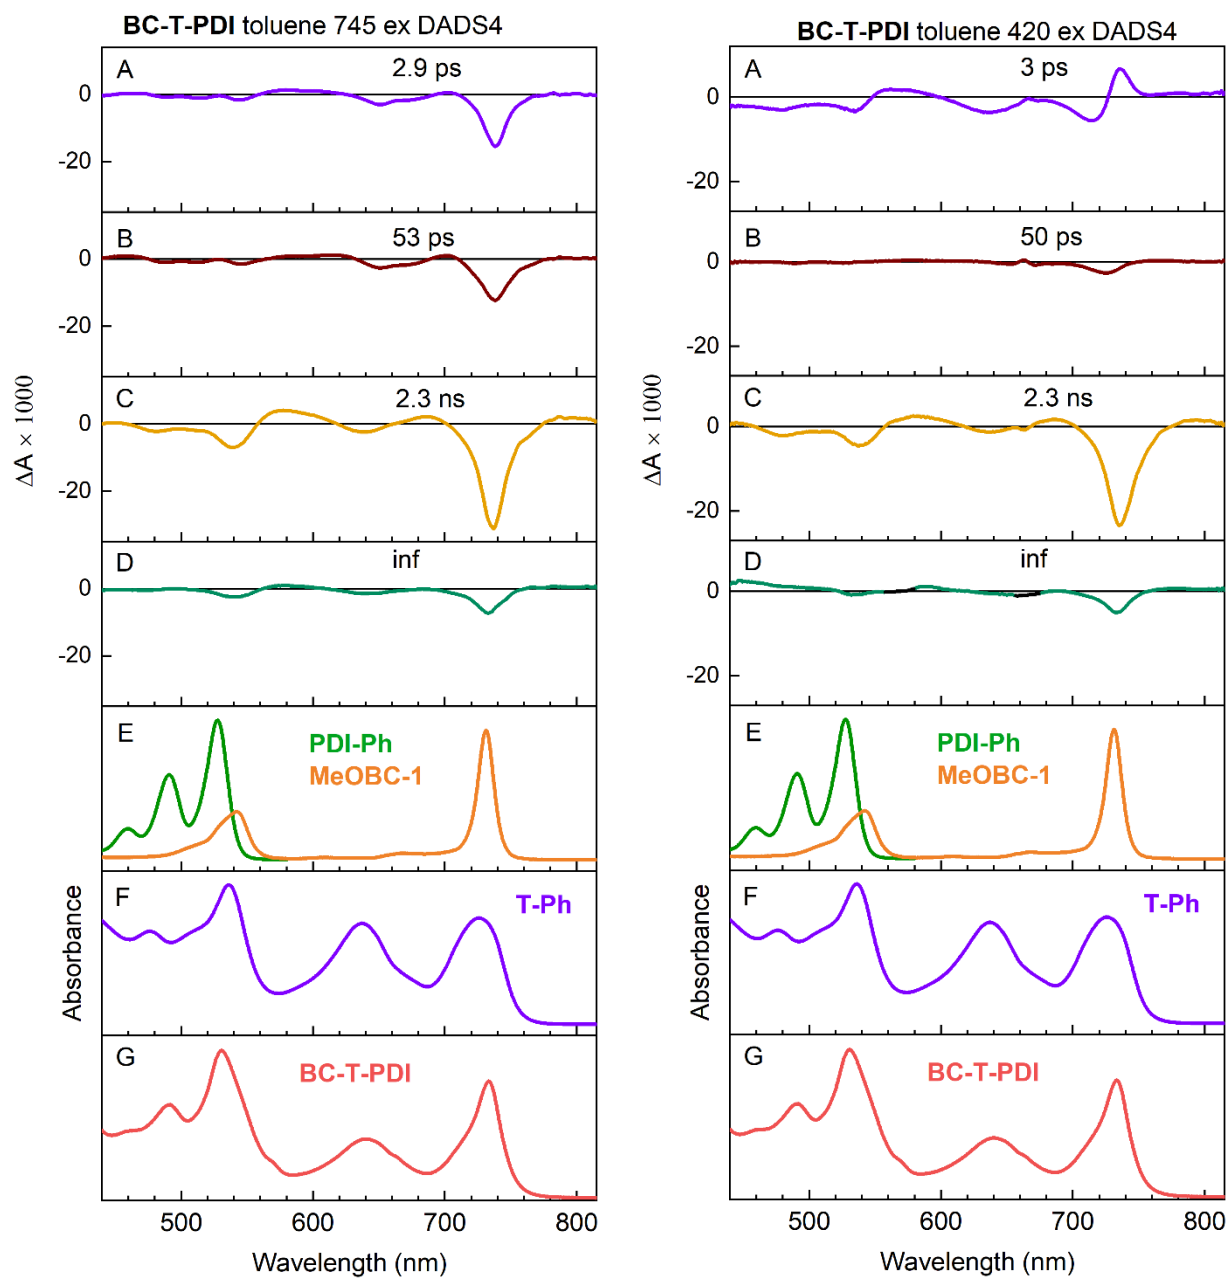 BC-T-PDI toluene 745 ex DADS4
A
2.9 ps
0
-20
B
53 ps
0
-20
C
2.3 ns
0
-20
D
inf
0
-20
ΔA × 1000
E
PDI-Ph
MeOBC-1
F
T-Ph
G
BC-T-PDI
Absorbance
500 600 700 800
Wavelength (nm)
BC-T-PDI toluene 420 ex DADS4
A
3 ps
0
-20
B
50 ps
0
-20
C
2.3 ns
0
-20
D
inf
0
-20
ΔA × 1000
E
PDI-Ph
MeOBC-1
F
T-Ph
G
BC-T-PDI
Absorbance
500 600 700 800
Wavelength (nm)